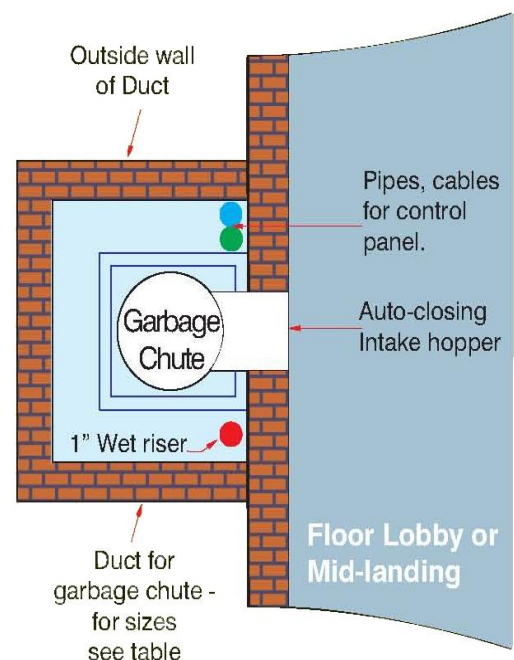 Outside wall
of Duct
Pipes, cables
for control
panel.
Garbage
Chute
Auto-closing
Intake hopper
1" Wet riser
Floor Lobby or
Mid-landing
Duct for
garbage chute -
for sizes
see table